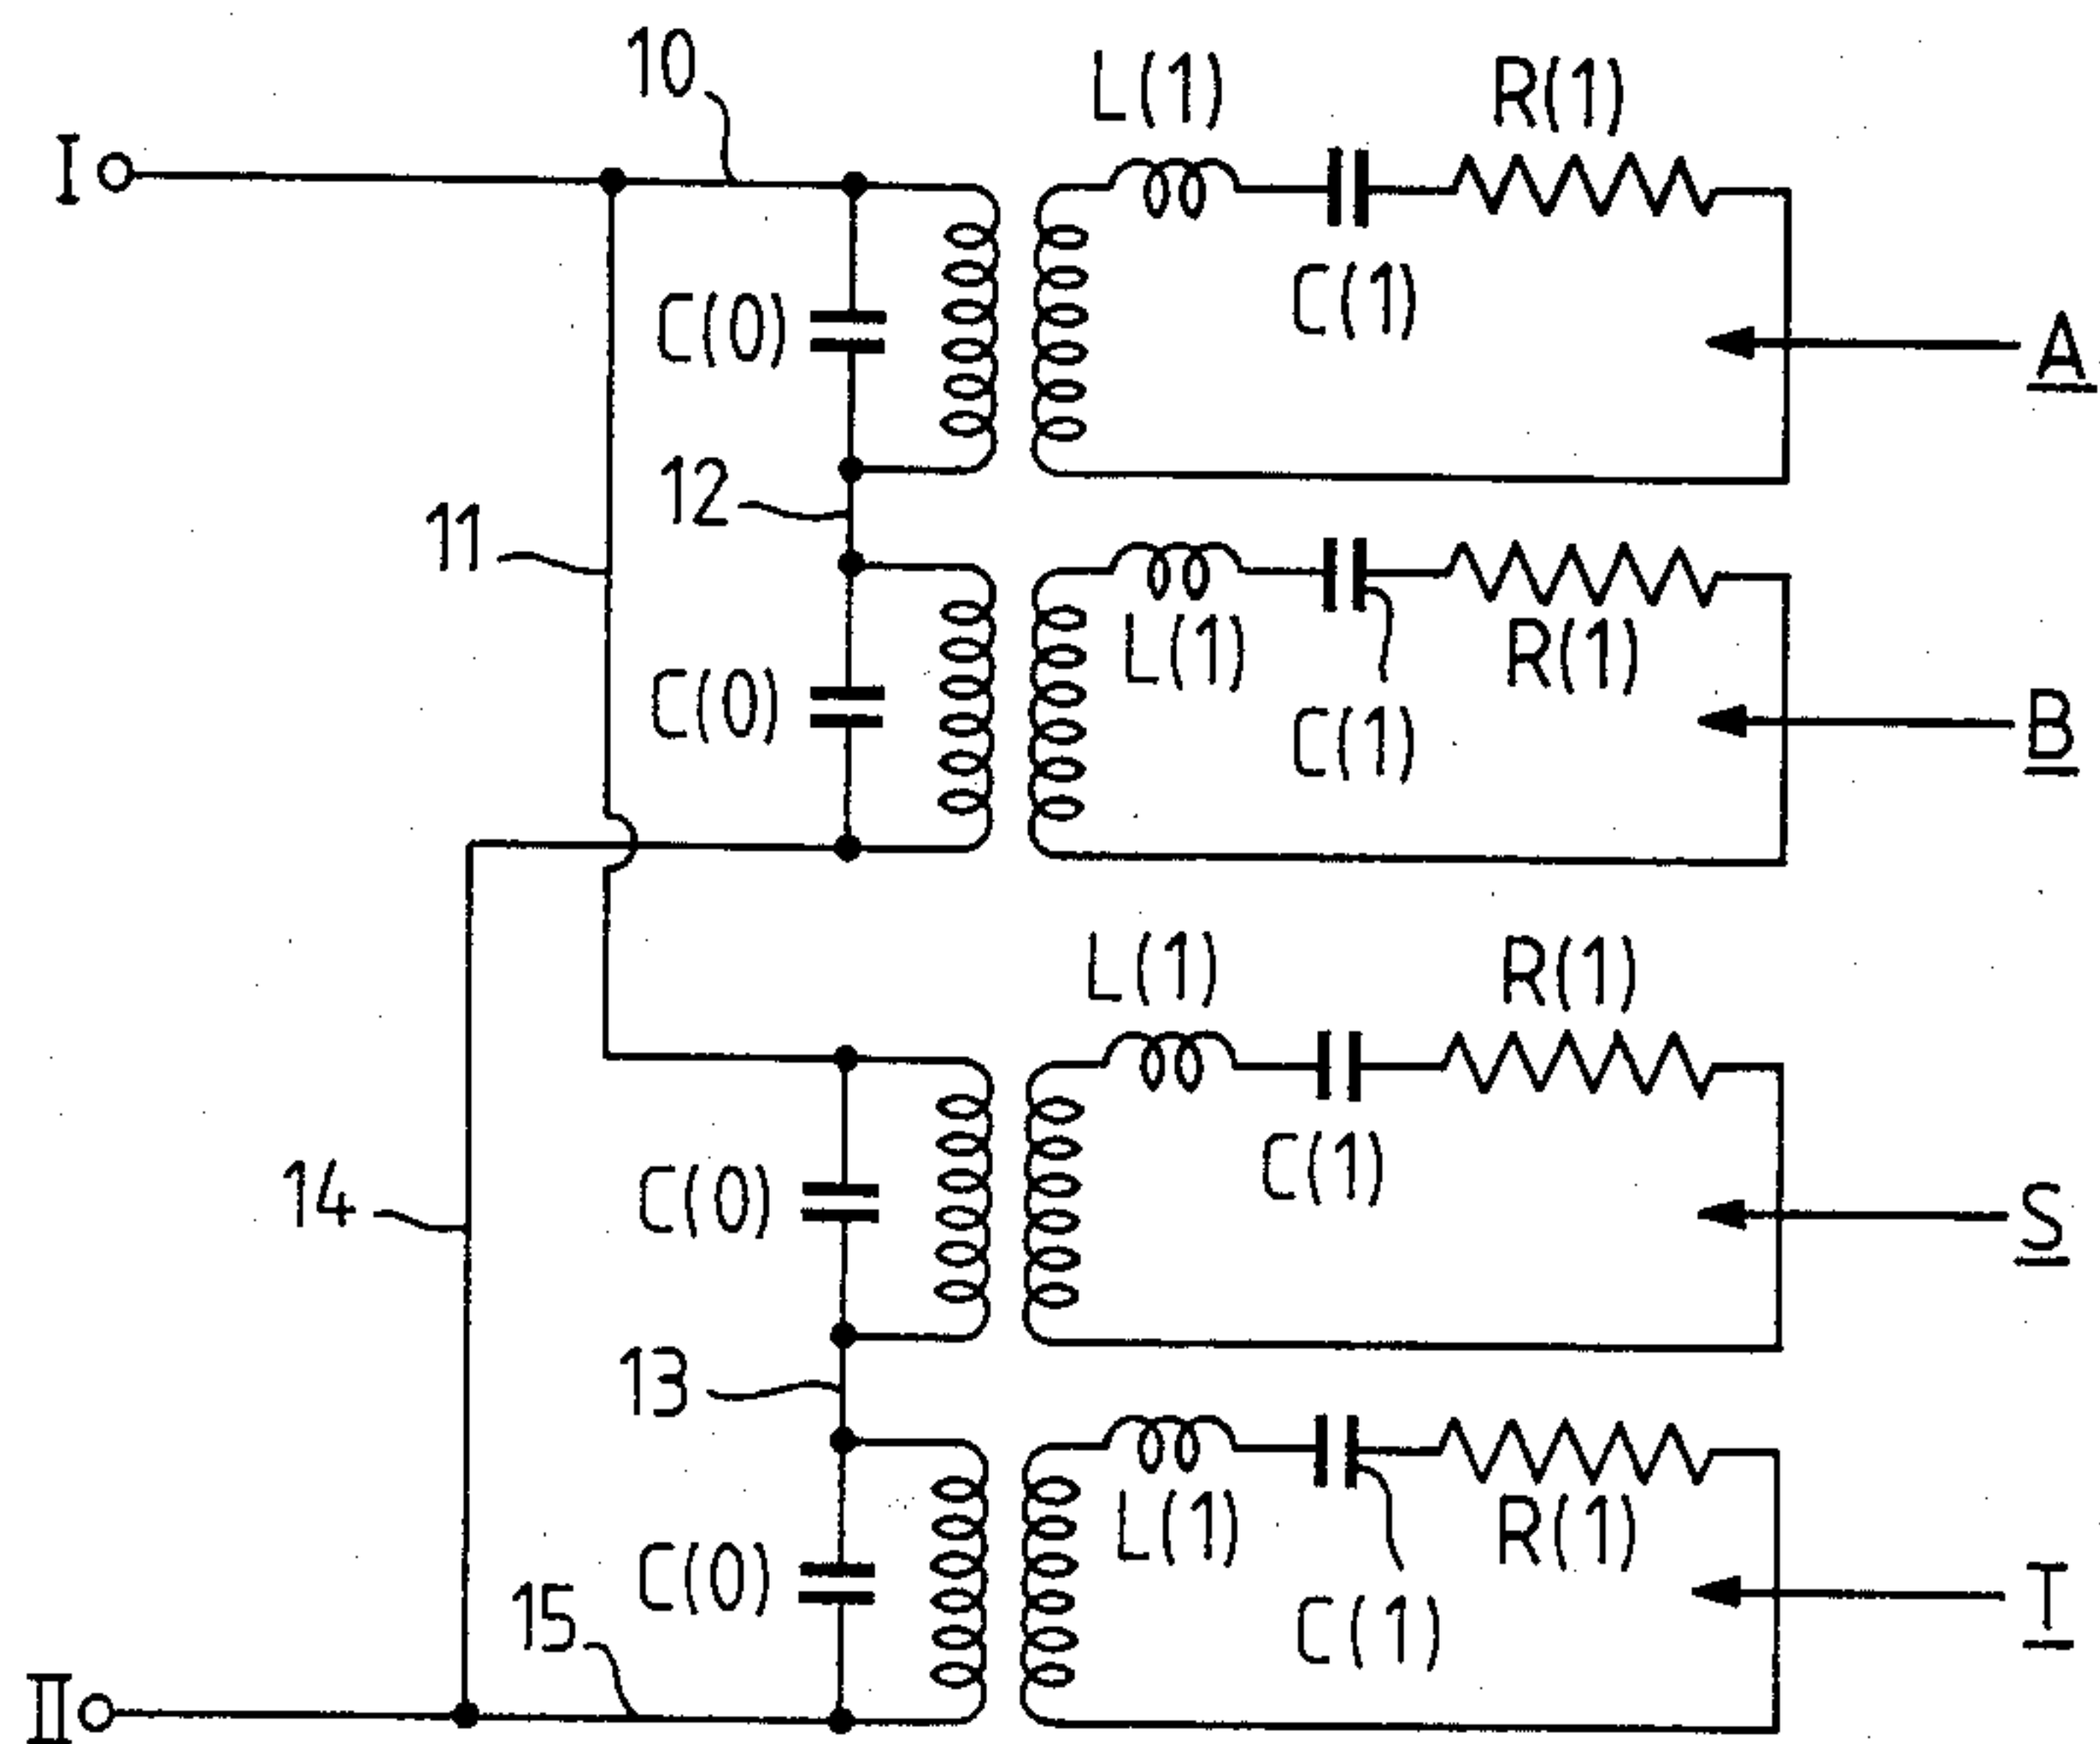 10
L(1)
R(1)
I
C(0)
C(1)
A
12
11
L(1)
R(1)
C(0)
C(1)
B
L(1)
R(1)
14
C(0)
C(1)
S
13
L(1)
R(1)
C(0)
15
C(1)
T
II